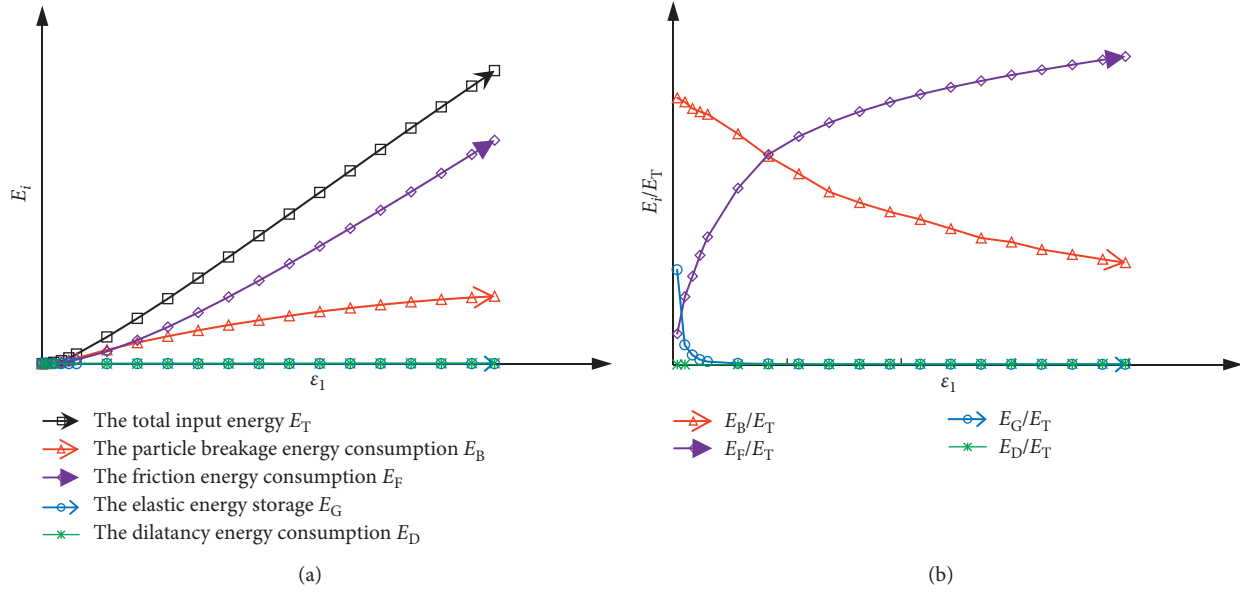 E_i
ε_1
The total input energy E_T
The particle breakage energy consumption E_B
The friction energy consumption E_F
The elastic energy storage E_G
The dilatancy energy consumption E_D
(a)
E_i/E_T
ε_1
E_B/E_T
E_F/E_T
E_G/E_T
E_D/E_T
(b)